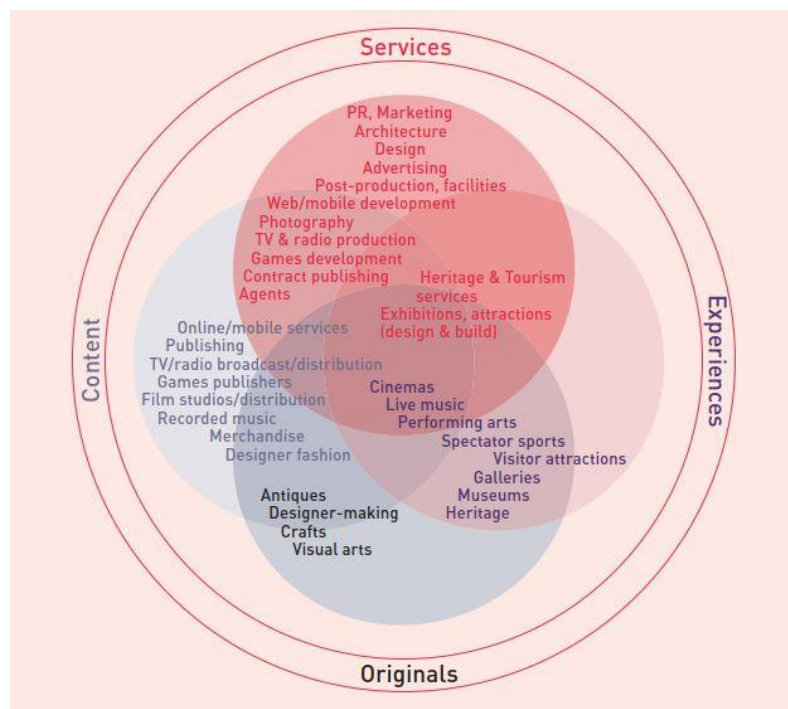 Services
PR, Marketing
Architecture
Design
Advertising
Post-production, facilities
Web/mobile development
Photography
TV & radio production
Games development
Contract publishing
Agents
Heritage & Tourism
services
Exhibitions, attractions
(design & build)
Content
Online/mobile services
Publishing
TV/radio broadcast/distribution
Games publishers
Film studios/distribution
Recorded music
Merchandise
Designer fashion
Experiences
Cinemas
Live music
Performing arts
Spectator sports
Visitor attractions
Galleries
Museums
Heritage
Antiques
Designer-making
Crafts
Visual arts
Originals